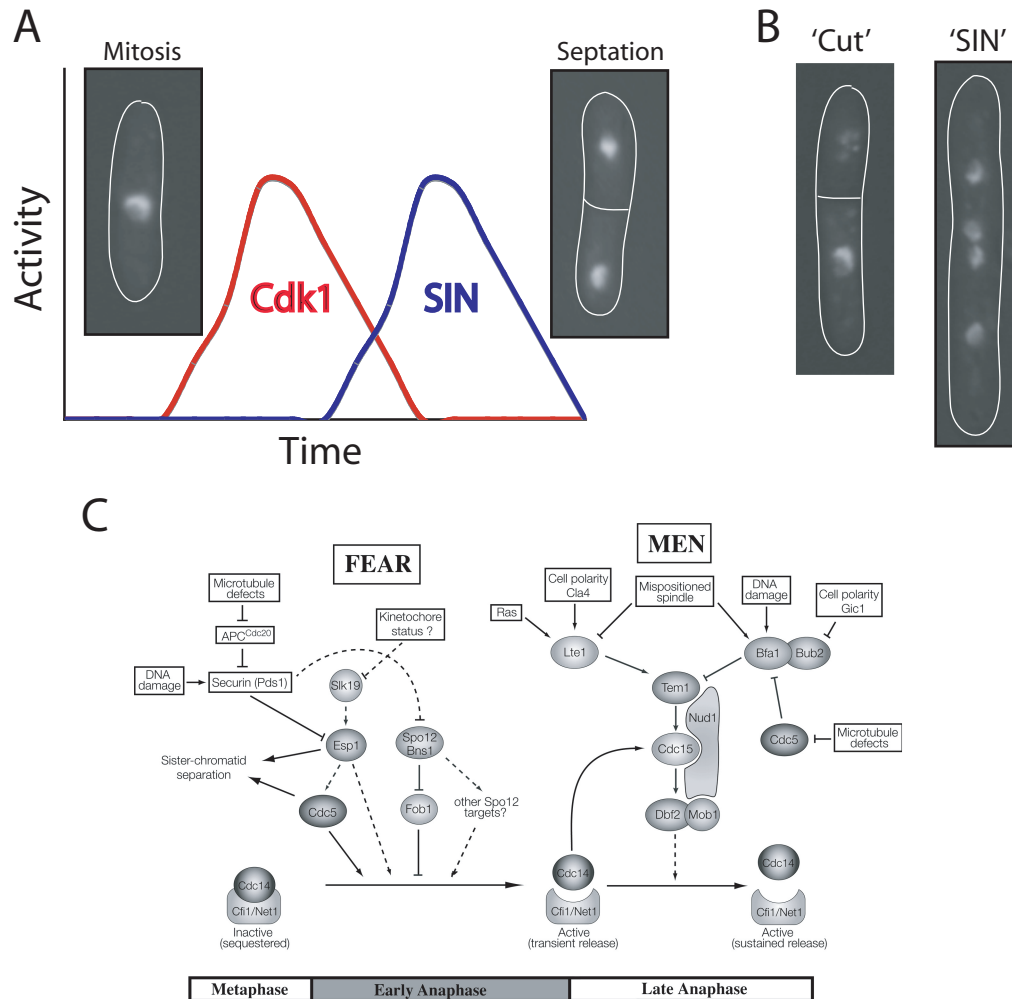 A
Mitosis
Septation
Activity
Cdk1
SIN
Time
B
'Cut'
'SIN'
C
FEAR
MEN
Microtubule
defects
APC^Cdc20
DNA
damage
Securin (Pds1)
Kinetochore
status ?
Slk19
Esp1
Spo12
Bns1
Sister-chromatid
separation
Cdc5
Fob1
other Spo12
targets?
Ras
Cell polarity
Cla4
Mispositioned
spindle
DNA
damage
Cell polarity
Gic1
Lte1
Bfa1
Bub2
Tem1
Nud1
Cdc15
Cdc5
Microtubule
defects
Dbf2
Mob1
Cdc14
Cfi1/Net1
Inactive
(sequestered)
Cdc14
Cfi1/Net1
Active
(transient release)
Cdc14
Cfi1/Net1
Active
(sustained release)
Metaphase
Early Anaphase
Late Anaphase